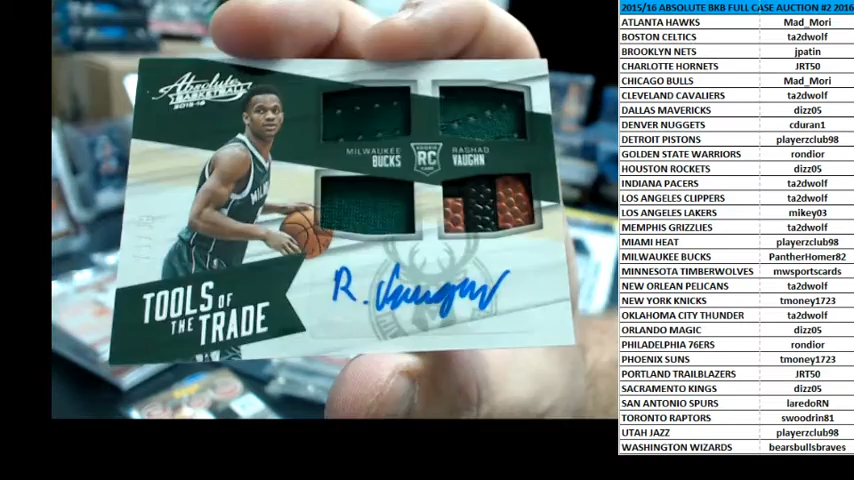 Absolute
BASKETBALL
2015-16
MILWAUKEE
BUCKS
ROOKIE
RC
CARD
RASHAD
VAUGHN
TOOLS OF
THE TRADE
R. Vaughn
2015/16 ABSOLUTE BKB FULL CASE AUCTION #2 2016
ATLANTA HAWKS Mad_Mori
BOSTON CELTICS ta2dwolf
BROOKLYN NETS jpatin
CHARLOTTE HORNETS JRT50
CHICAGO BULLS Mad_Mori
CLEVELAND CAVALIERS ta2dwolf
DALLAS MAVERICKS dizz05
DENVER NUGGETS cduran1
DETROIT PISTONS playerzclub98
GOLDEN STATE WARRIORS rondior
HOUSTON ROCKETS dizz05
INDIANA PACERS ta2dwolf
LOS ANGELES CLIPPERS ta2dwolf
LOS ANGELES LAKERS mikey03
MEMPHIS GRIZZLIES ta2dwolf
MIAMI HEAT playerzclub98
MILWAUKEE BUCKS PantherHomer82
MINNESOTA TIMBERWOLVES mwsportscards
NEW ORLEAN PELICANS ta2dwolf
NEW YORK KNICKS tmoney1723
OKLAHOMA CITY THUNDER ta2dwolf
ORLANDO MAGIC dizz05
PHILADELPHIA 76ERS rondior
PHOENIX SUNS tmoney1723
PORTLAND TRAILBLAZERS JRT50
SACRAMENTO KINGS dizz05
SAN ANTONIO SPURS laredoRN
TORONTO RAPTORS swoodrin81
UTAH JAZZ playerzclub98
WASHINGTON WIZARDS bearsbullsbraves